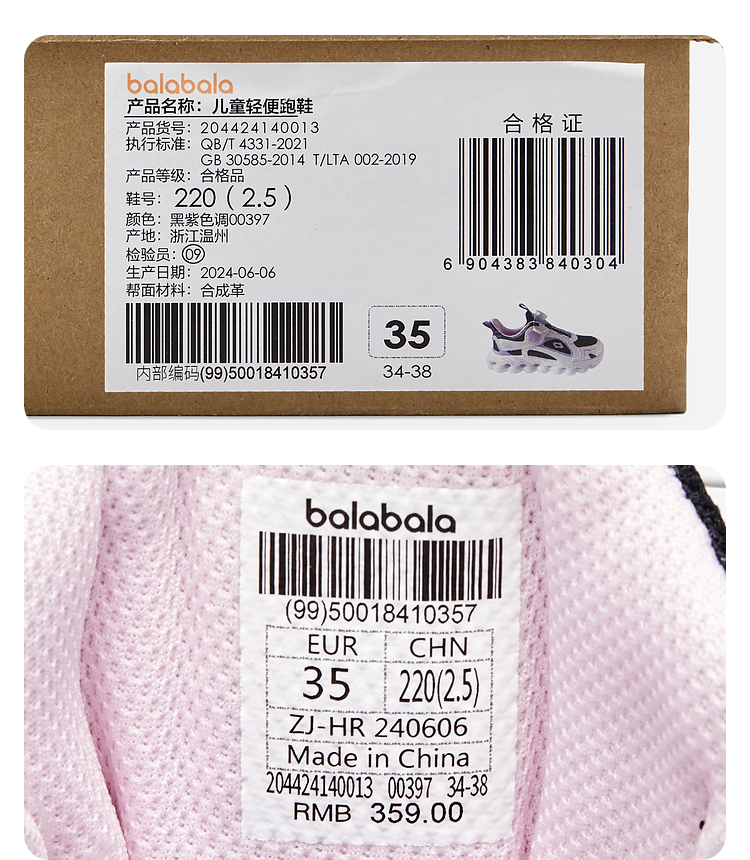 balabala
产品名称：儿童轻便跑鞋
产品货号：204424140013
执行标准：QB/T 4331-2021
GB 30585-2014 T/LTA 002-2019
产品等级：合格品
鞋号：220（2.5）
颜色：黑紫色调00397
产地：浙江温州
检验员：09
生产日期：2024-06-06
帮面材料：合成革
内部编码(99)50018410357
35
34-38
合格证
6 904383 840304
balabala
(99)50018410357
EUR CHN
35 220(2.5)
ZJ-HR 240606
Made in China
204424140013 00397 34-38
RMB 359.00